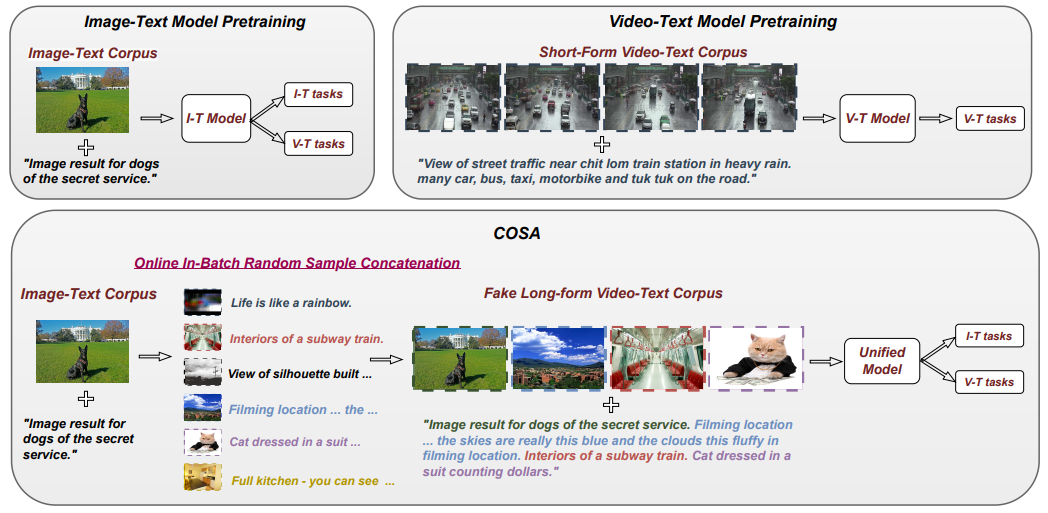 Image-Text Model Pretraining
Image-Text Corpus
"Image result for dogs
of the secret service."
I-T Model
I-T tasks
V-T tasks
Video-Text Model Pretraining
Short-Form Video-Text Corpus
"View of street traffic near chit lom train station in heavy rain.
many car, bus, taxi, motorbike and tuk tuk on the road."
V-T Model
V-T tasks
COSA
Online In-Batch Random Sample Concatenation
Image-Text Corpus
"Image result for
dogs of the secret
service."
Life is like a rainbow.
Interiors of a subway train.
View of silhouette built ...
Filming location ... the ...
Cat dressed in a suit ...
Full kitchen - you can see ...
Fake Long-form Video-Text Corpus
"Image result for dogs of the secret service. Filming location
... the skies are really this blue and the clouds this fluffy in
filming location. Interiors of a subway train. Cat dressed in a
suit counting dollars."
Unified
Model
I-T tasks
V-T tasks